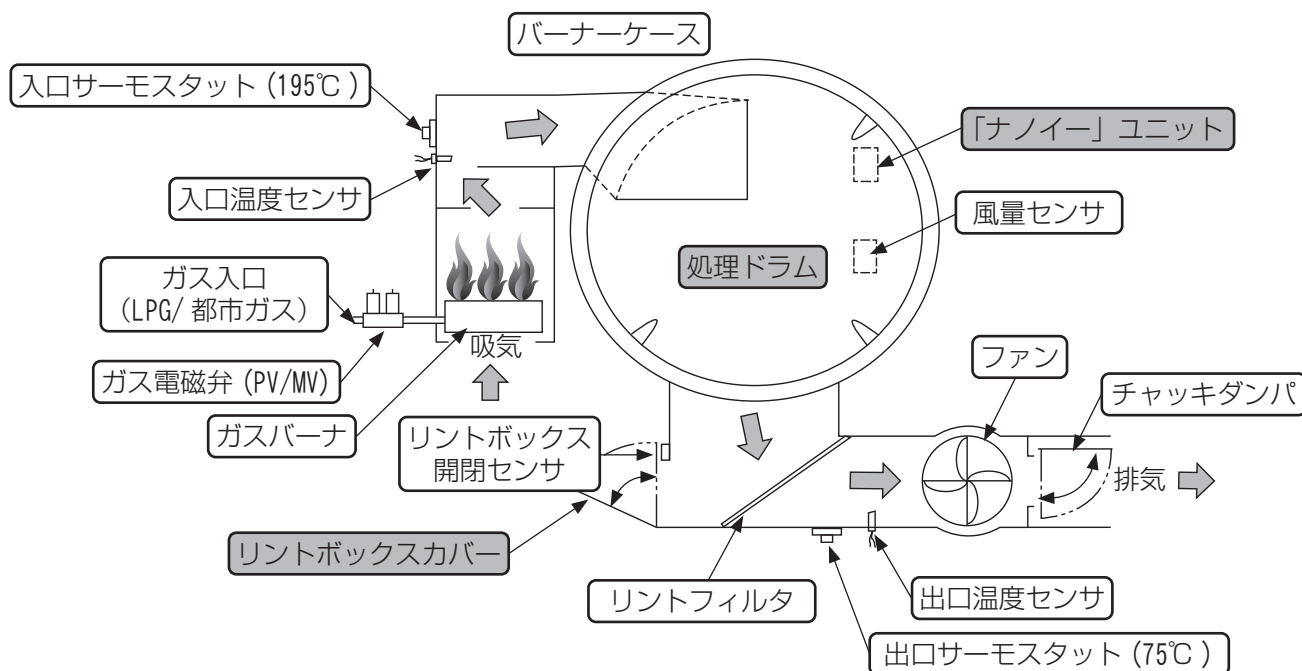 バーナーケース
入口サーモスタット (195℃ )
「ナノイー」ユニット
入口温度センサ
風量センサ
処理ドラム
ガス入口
(LPG/ 都市ガス)
吸気
ファン
ガス電磁弁 (PV/MV)
チャッキダンパ
ガスバーナ
リントボックス
開閉センサ
排気
リントボックスカバー
リントフィルタ
出口温度センサ
出口サーモスタット (75℃ )